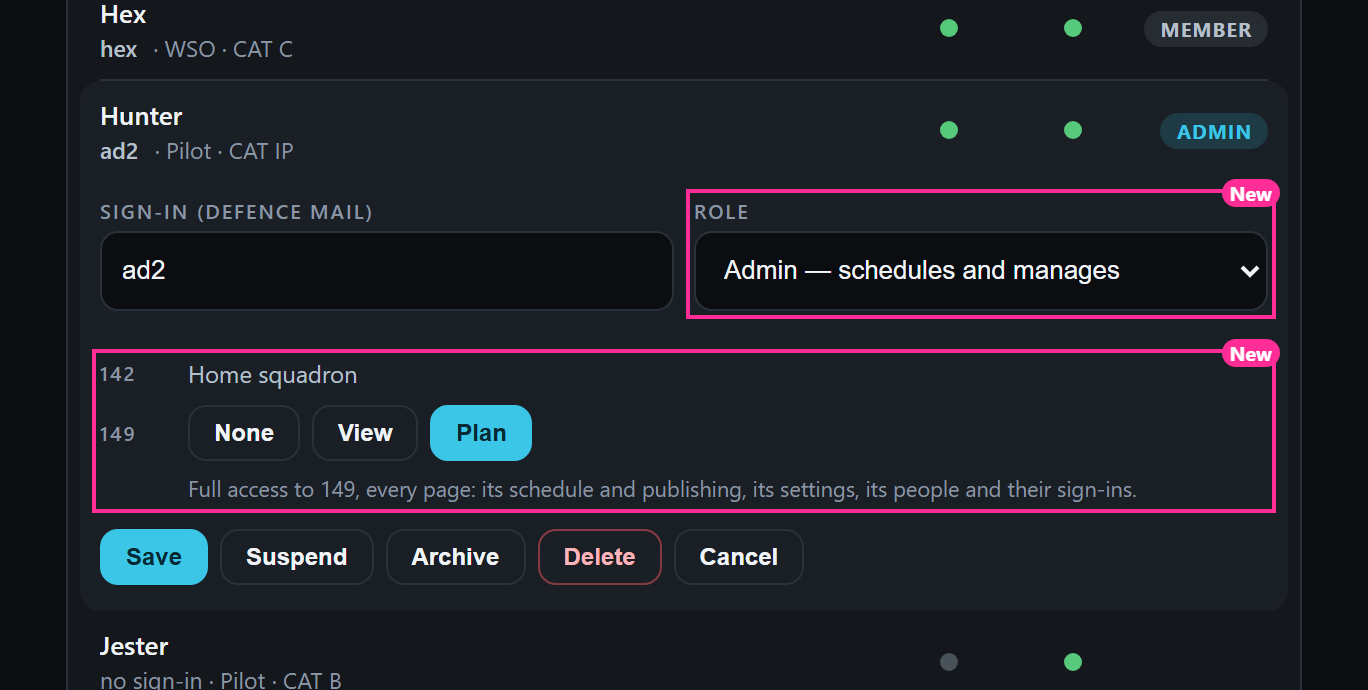 Hex
hex · WSO · CAT C
MEMBER
Hunter
ad2 · Pilot · CAT IP
ADMIN
SIGN-IN (DEFENCE MAIL)
ad2
New
ROLE
Admin — schedules and manages
New
142 Home squadron
149 None View Plan
Full access to 149, every page: its schedule and publishing, its settings, its people and their sign-ins.
Save Suspend Archive Delete Cancel
Jester
no sign-in · Pilot · CAT B